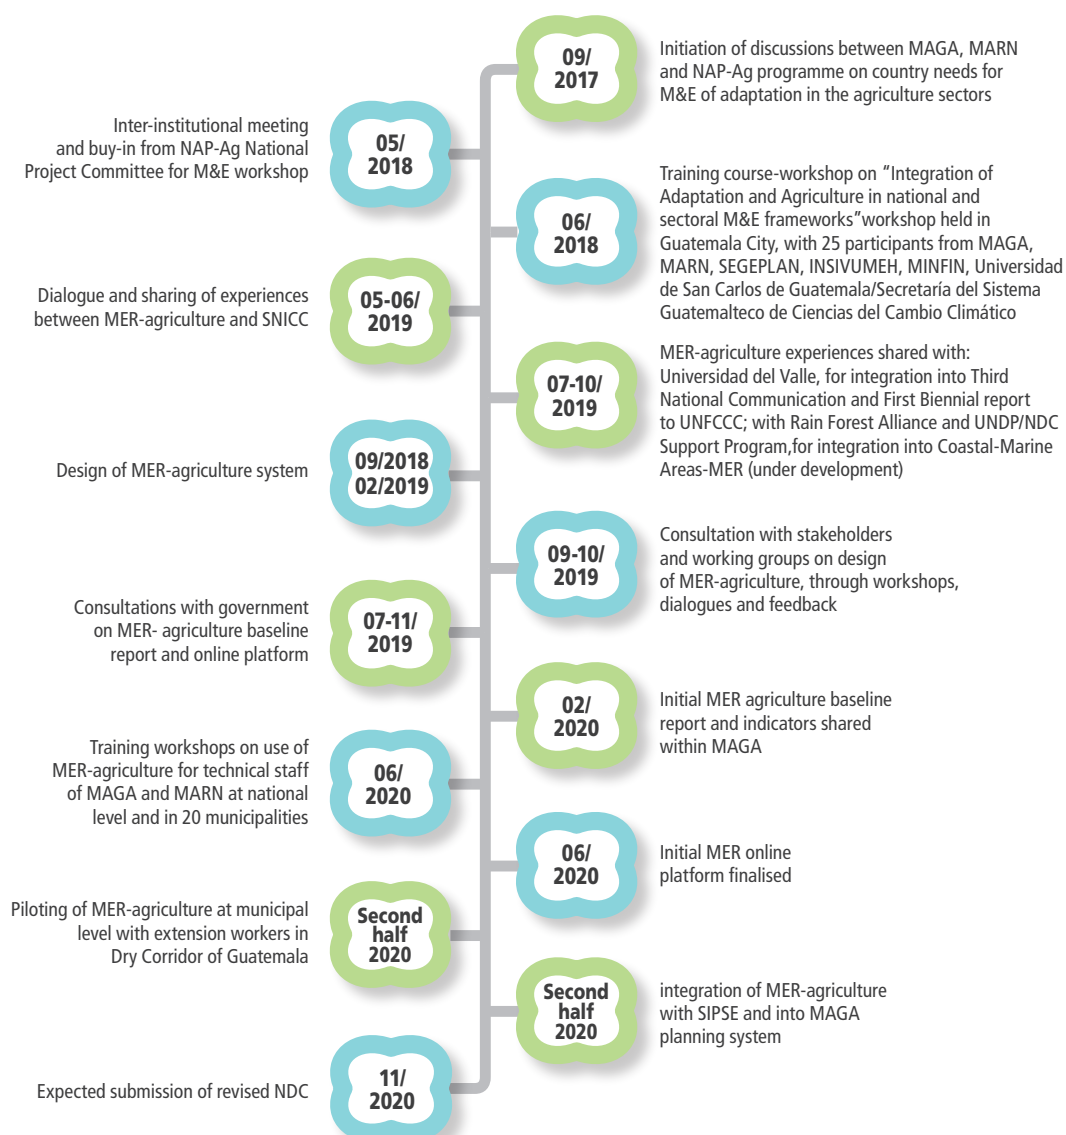 09/
2017
Initiation of discussions between MAGA, MARN
and NAP-Ag programme on country needs for
M&E of adaptation in the agriculture sectors
Inter-institutional meeting
and buy-in from NAP-Ag National
Project Committee for M&E workshop
05/
2018
06/
2018
Training course-workshop on “Integration of
Adaptation and Agriculture in national and
sectoral M&E frameworks”workshop held in
Guatemala City, with 25 participants from MAGA,
MARN, SEGEPLAN, INSIVUMEH, MINFIN, Universidad
de San Carlos de Guatemala/Secretaría del Sistema
Guatemalteco de Ciencias del Cambio Climático
Dialogue and sharing of experiences
between MER-agriculture and SNICC
05-06/
2019
07-10/
2019
MER-agriculture experiences shared with:
Universidad del Valle, for integration into Third
National Communication and First Biennial report
to UNFCCC; with Rain Forest Alliance and UNDP/NDC
Support Program,for integration into Coastal-Marine
Areas-MER (under development)
Design of MER-agriculture system
09/2018
02/2019
09-10/
2019
Consultation with stakeholders
and working groups on design
of MER-agriculture, through workshops,
dialogues and feedback
Consultations with government
on MER- agriculture baseline
report and online platform
07-11/
2019
02/
2020
Initial MER agriculture baseline
report and indicators shared
within MAGA
Training workshops on use of
MER-agriculture for technical staff
of MAGA and MARN at national
level and in 20 municipalities
06/
2020
06/
2020
Initial MER online
platform finalised
Piloting of MER-agriculture at municipal
level with extension workers in
Dry Corridor of Guatemala
Second
half
2020
Second
half
2020
integration of MER-agriculture
with SIPSE and into MAGA
planning system
Expected submission of revised NDC
11/
2020